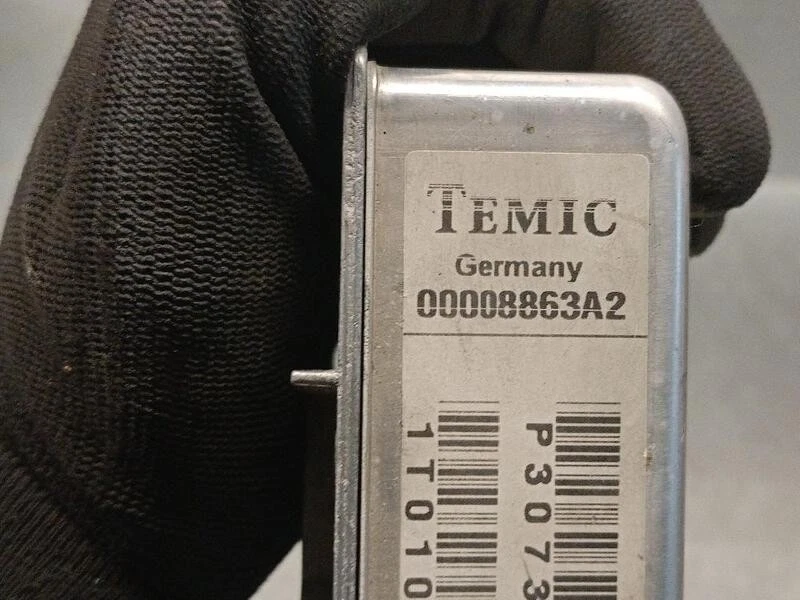 TEMIC
Germany
00008863A2
1T010
P3073